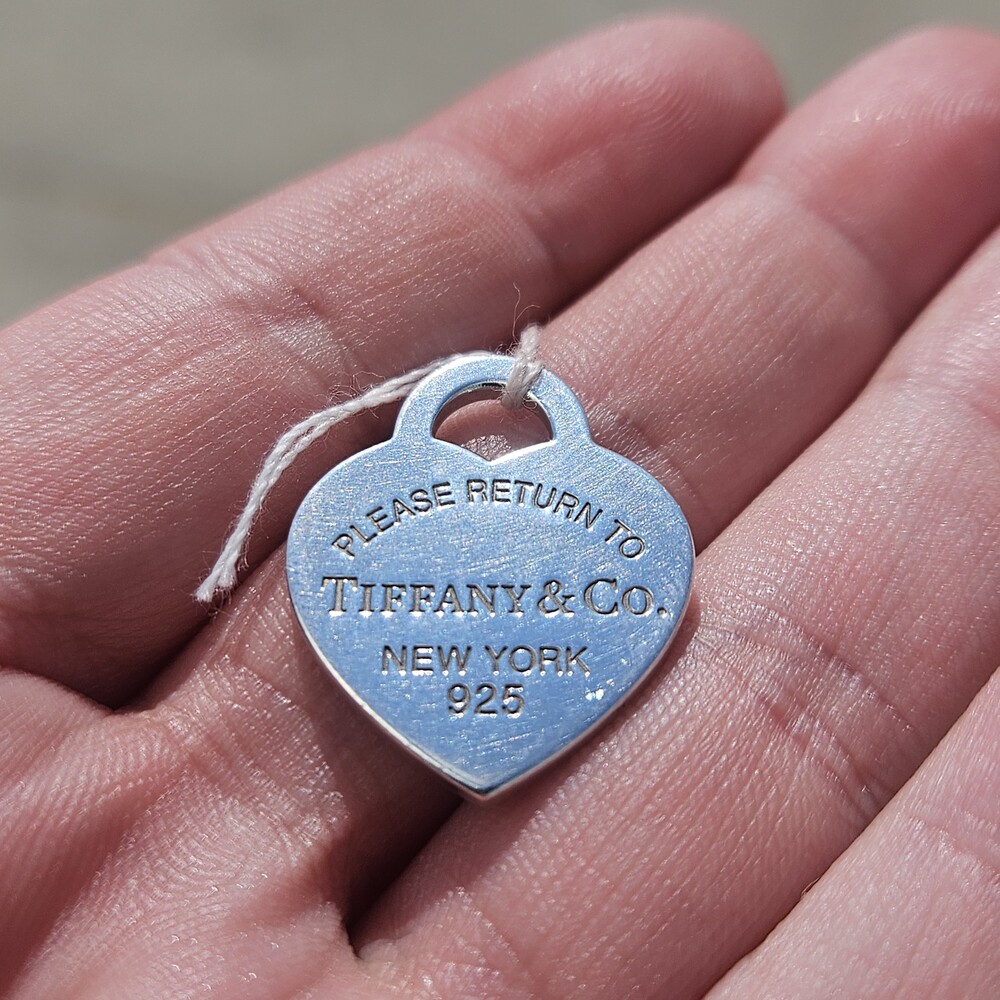 PLEASE RETURN TO
TIFFANY & CO.
NEW YORK
925